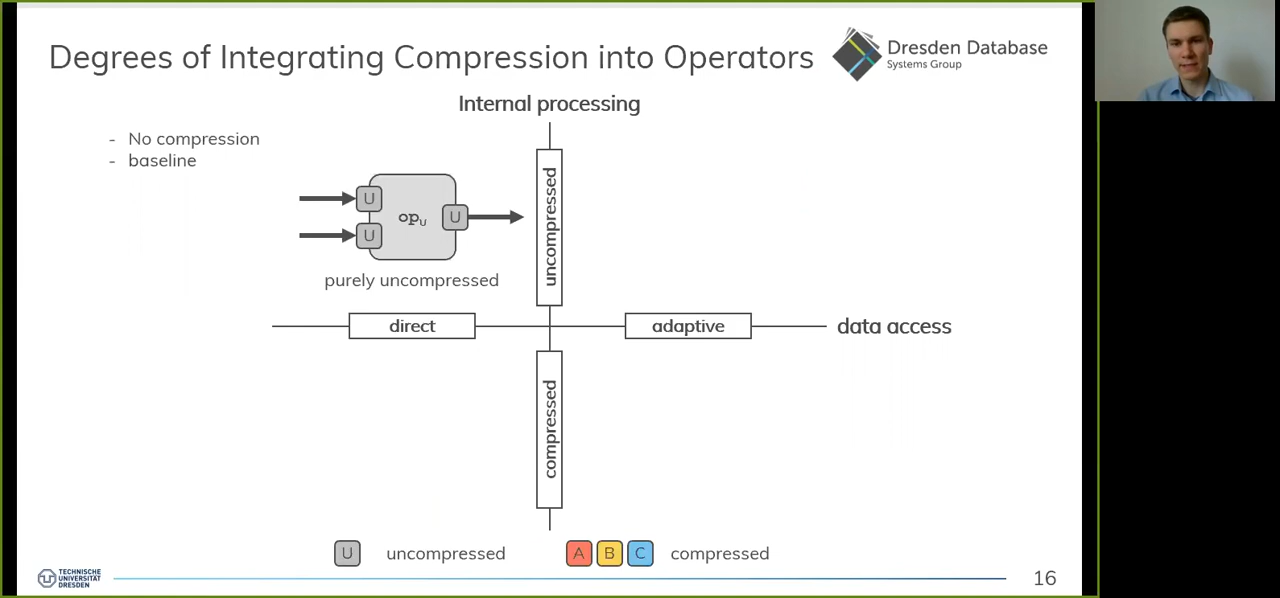 Degrees of Integrating Compression into Operators
Dresden Database
Systems Group
Internal processing
- No compression
- baseline
U
U
opU
U
purely uncompressed
uncompressed
direct
adaptive
data access
compressed
U
uncompressed
A B C
compressed
TECHNISCHE
UNIVERSITÄT
DRESDEN
16